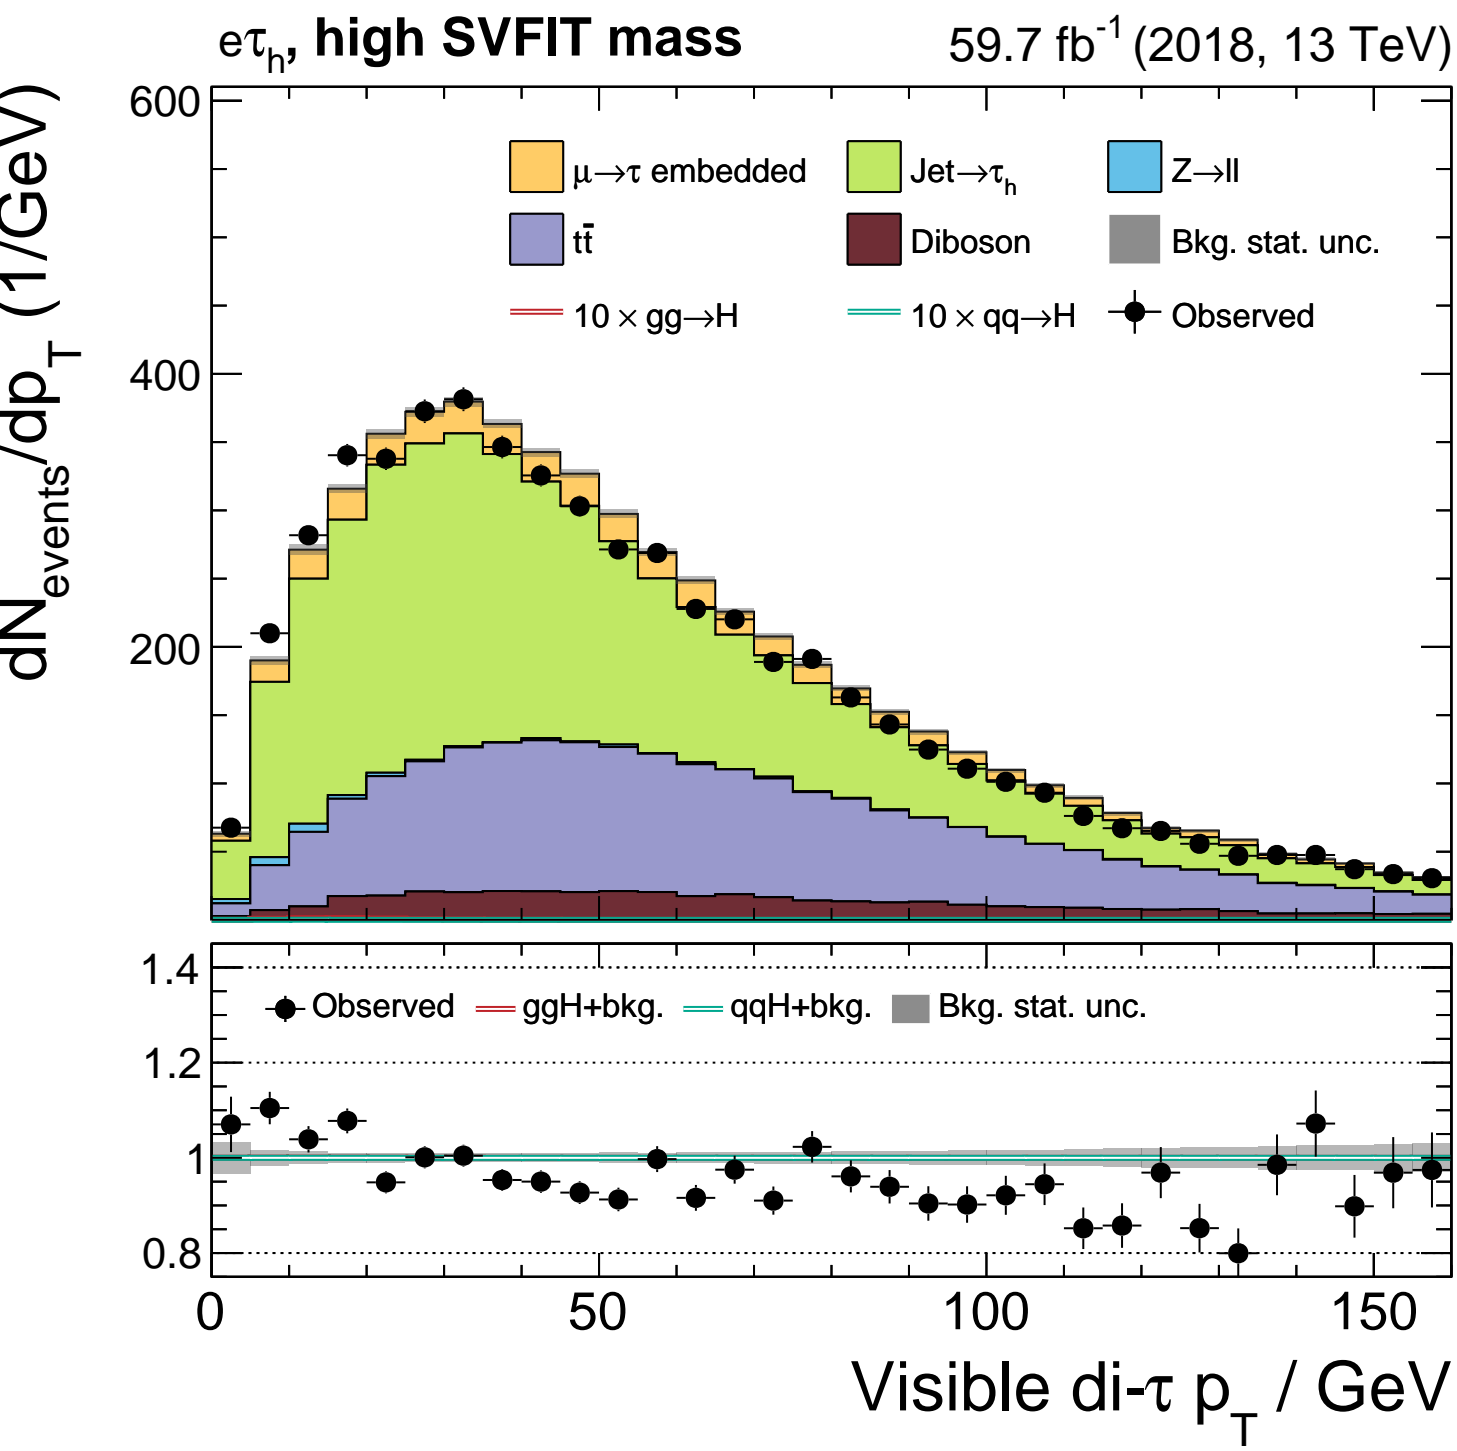 eτh, high SVFIT mass 59.7 fb-1 (2018, 13 TeV)
dNevents/dpT (1/GeV)
600
400
200
μ→τ embedded Jet→τh Z→ll
tt̄ Diboson Bkg. stat. unc.
10 × gg→H 10 × qq→H Observed
1.4
1.2
1
0.8
Observed ggH+bkg. qqH+bkg. Bkg. stat. unc.
0 50 100 150
Visible di-τ pT / GeV